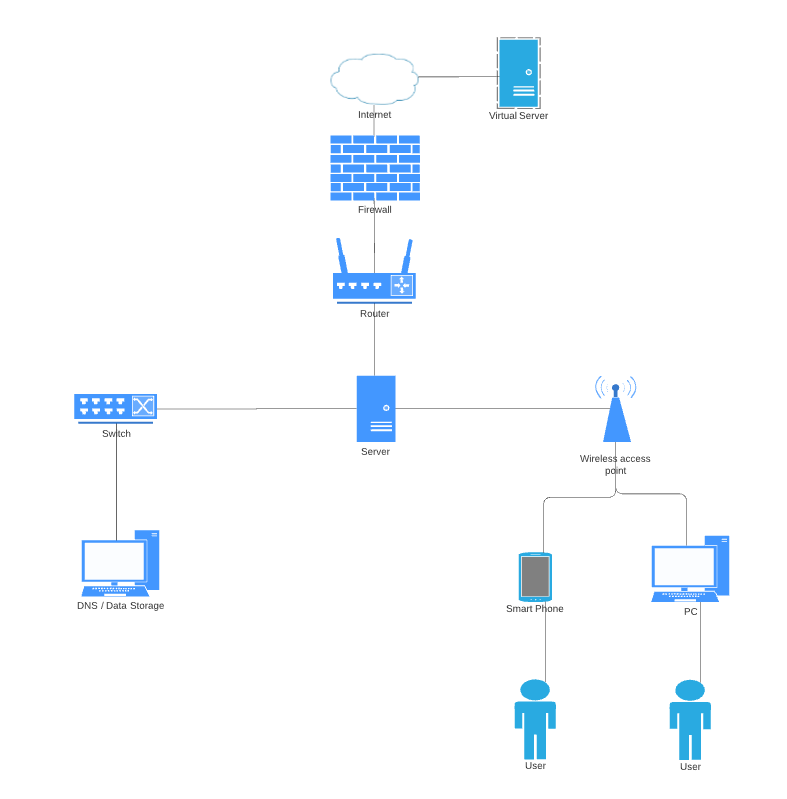 Internet
Virtual Server
Firewall
Router
Switch
Server
Wireless access
point
DNS / Data Storage
Smart Phone
PC
User
User